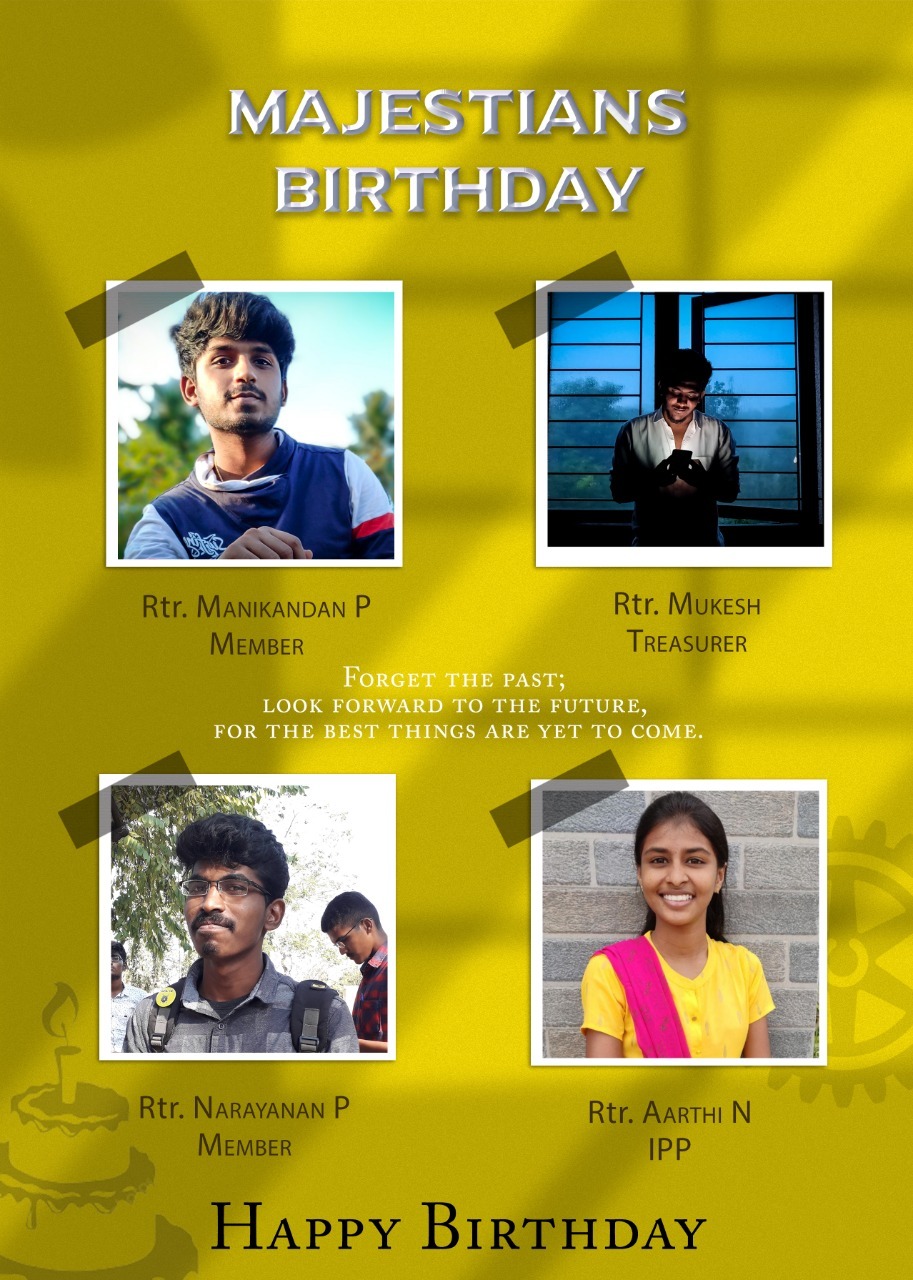 MAJESTIANS
BIRTHDAY
Rtr. Manikandan P
Member
Rtr. Mukesh
Treasurer
Forget the past;
look forward to the future,
for the best things are yet to come.
Rtr. Narayanan P
Member
Rtr. Aarthi N
IPP
Happy Birthday